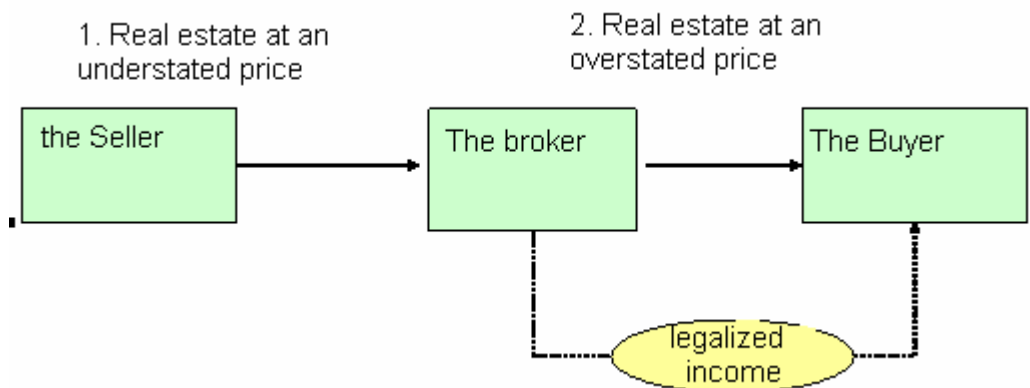 1. Real estate at an
understated price
2. Real estate at an
overstated price
the Seller
The broker
The Buyer
legalized
income